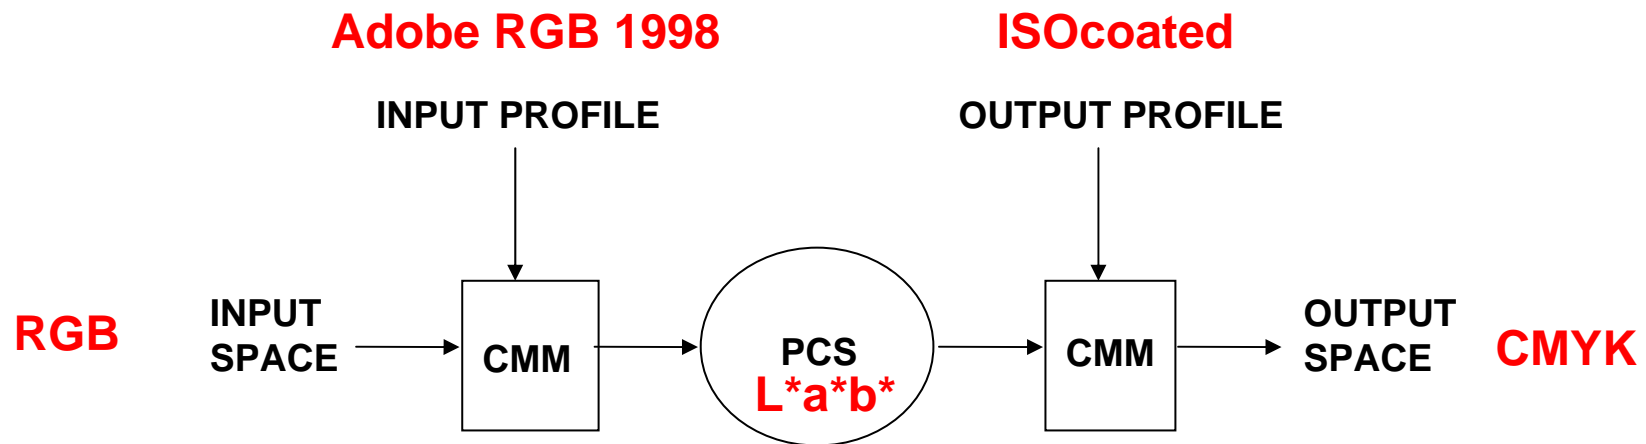 Adobe RGB 1998
ISOcoated
INPUT PROFILE
OUTPUT PROFILE
RGB
INPUT
SPACE
CMM
PCS
L*a*b*
CMM
OUTPUT
SPACE
CMYK